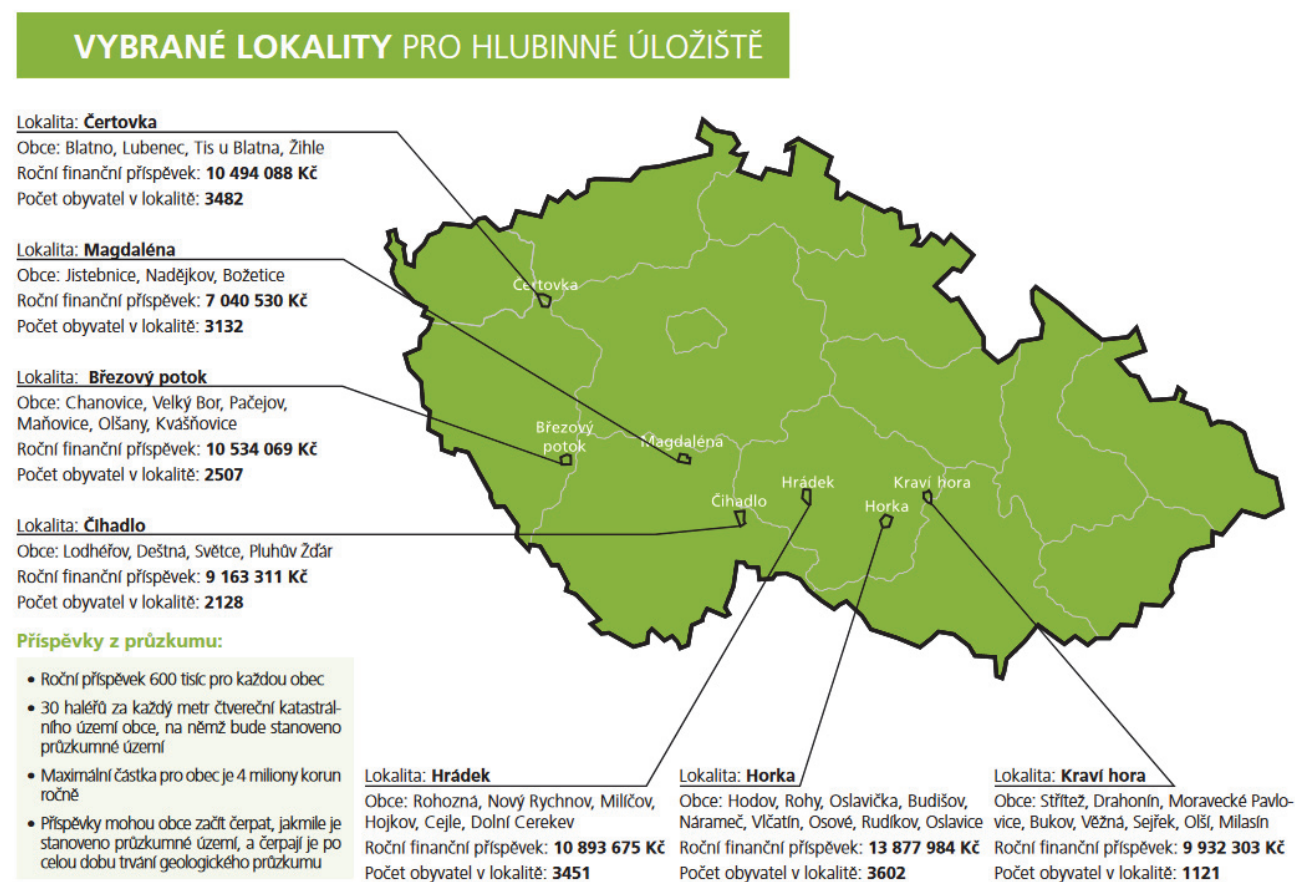 VYBRANÉ LOKALITY PRO HLUBINNÉ ÚLOŽIŠTĚ
Lokalita: Čertovka
Obce: Blatno, Lubenec, Tis u Blatna, Žihle
Roční finanční příspěvek: 10 494 088 Kč
Počet obyvatel v lokalitě: 3482
Lokalita: Magdaléna
Obce: Jistebnice, Nadějkov, Božetice
Roční finanční příspěvek: 7 040 530 Kč
Počet obyvatel v lokalitě: 3132
Lokalita: Březový potok
Obce: Chanovice, Velký Bor, Pačejov,
Maňovice, Olšany, Kvášňovice
Roční finanční příspěvek: 10 534 069 Kč
Počet obyvatel v lokalitě: 2507
Lokalita: Čihadlo
Obce: Lodhéřov, Deštná, Světce, Pluhův Žďár
Roční finanční příspěvek: 9 163 311 Kč
Počet obyvatel v lokalitě: 2128
Čertovka
Březový
potok
Magdaléna
Čihadlo
Hrádek
Horka
Kraví hora
Příspěvky z průzkumu:
• Roční příspěvek 600 tisíc pro každou obec
• 30 haléřů za každý metr čtvereční katastrál-
ního území obce, na němž bude stanoveno
průzkumné území
• Maximální částka pro obec je 4 miliony korun
ročně
• Příspěvky mohou obce začít čerpat, jakmile je
stanoveno průzkumné území, a čerpají je po
celou dobu trvání geologického průzkumu
Lokalita: Hrádek
Obce: Rohozná, Nový Rychnov, Milíčov,
Hojkov, Cejle, Dolní Cerekev
Roční finanční příspěvek: 10 893 675 Kč
Počet obyvatel v lokalitě: 3451
Lokalita: Horka
Obce: Hodov, Rohy, Oslavička, Budišov,
Nárameč, Vlčatín, Osové, Rudíkov, Oslavice
Roční finanční příspěvek: 13 877 984 Kč
Počet obyvatel v lokalitě: 3602
Lokalita: Kraví hora
Obce: Střítež, Drahonín, Moravecké Pavlo-
vice, Bukov, Věžná, Sejřek, Olší, Milasín
Roční finanční příspěvek: 9 932 303 Kč
Počet obyvatel v lokalitě: 1121